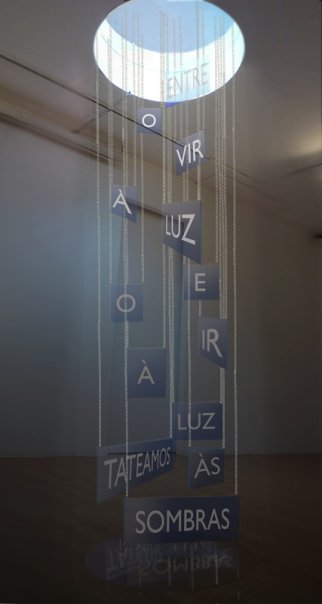 ENTRE
O
VIR
À
LUZ
E
O
IR
À
LUZ
TATEAMOS
ÀS
SOMBRAS